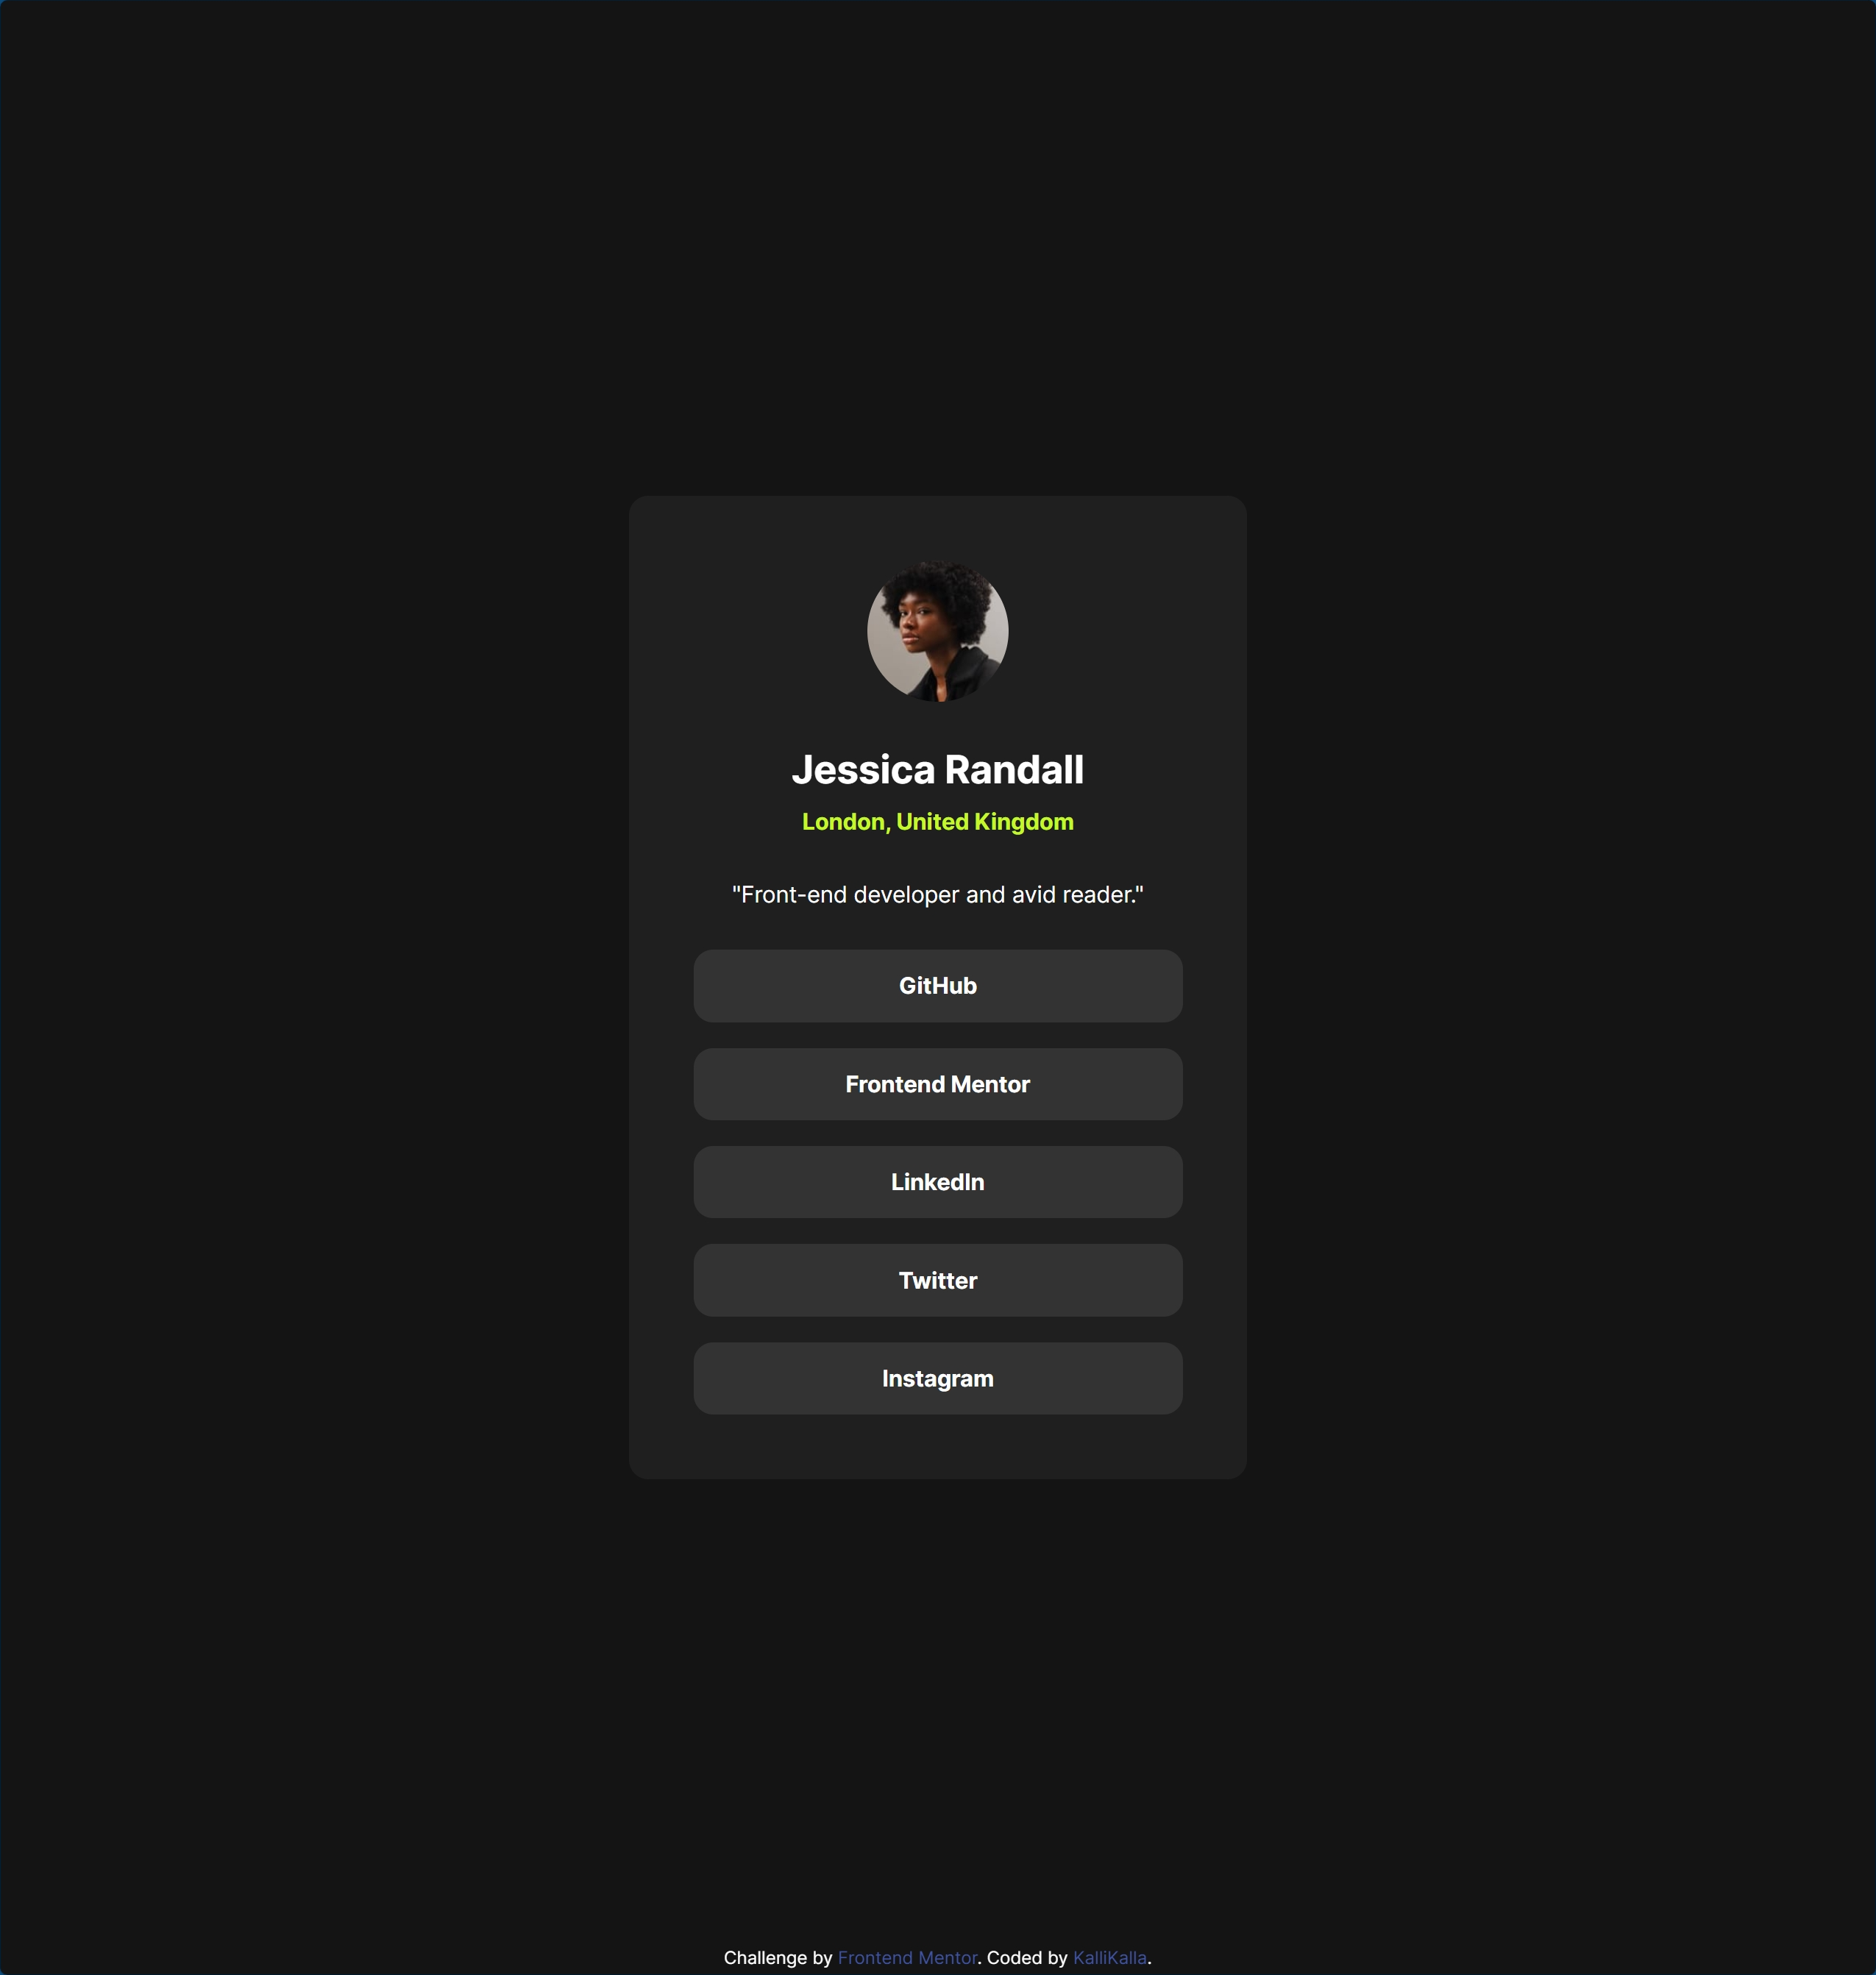 Jessica Randall
London, United Kingdom
"Front-end developer and avid reader."
GitHub
Frontend Mentor
LinkedIn
Twitter
Instagram
Challenge by Frontend Mentor. Coded by KalliKalla.